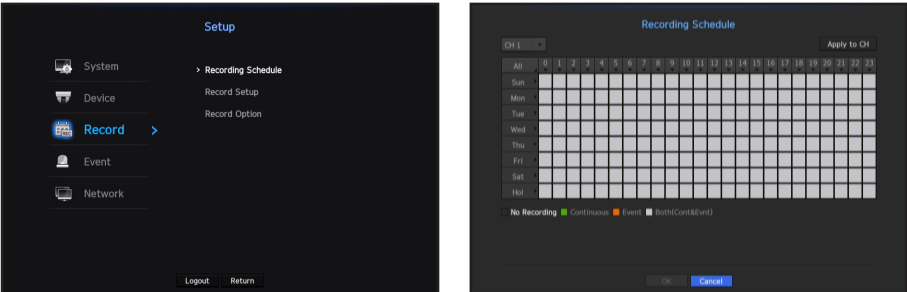 Setup
System
Device
Record >
Event
Network
> Recording Schedule
Record Setup
Record Option
Logout Return
Recording Schedule
CH 1 Apply to CH
All 0 1 2 3 4 5 6 7 8 9 10 11 12 13 14 15 16 17 18 19 20 21 22 23
Sun
Mon
Tue
Wed
Thu
Fri
Sat
Hol
No Recording Continuous Event Both(Cont&Evnt)
OK Cancel